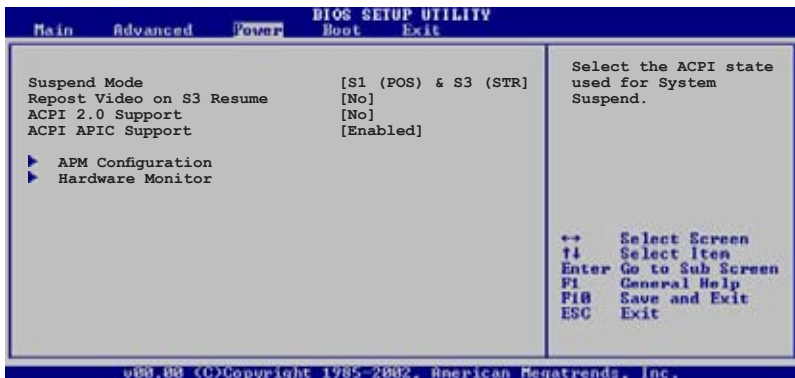 BIOS SETUP UTILITY
Main Advanced Power Boot Exit
Suspend Mode [S1 (POS) & S3 (STR]
Repost Video on S3 Resume [No]
ACPI 2.0 Support [No]
ACPI APIC Support [Enabled]
APM Configuration
Hardware Monitor
Select the ACPI state
used for System
Suspend.
↔ Select Screen
↑↓ Select Item
Enter Go to Sub Screen
F1 General Help
F10 Save and Exit
ESC Exit
v00.00 (C)Copyright 1985-2002, American Megatrends, Inc.